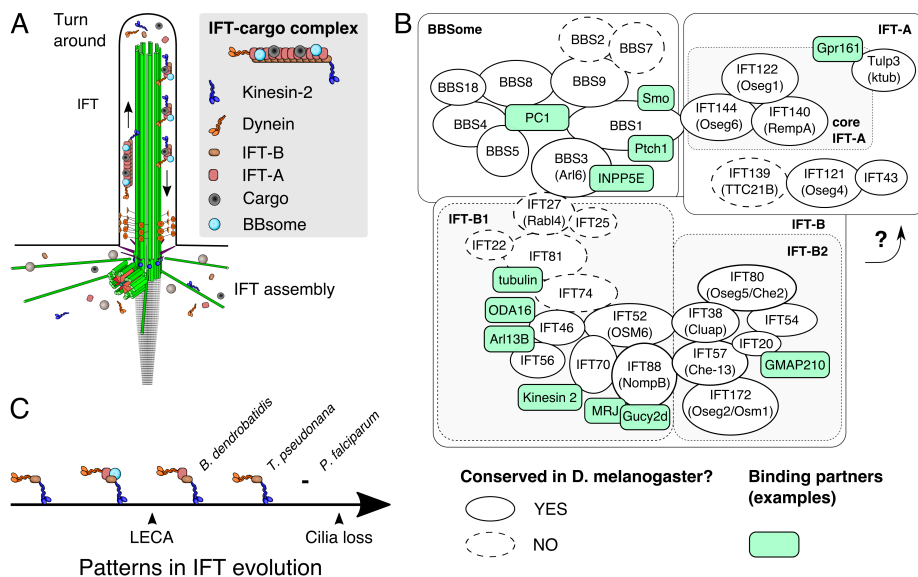 A
Turn
around
IFT
IFT assembly
IFT-cargo complex
Kinesin-2
Dynein
IFT-B
IFT-A
Cargo
BBsome
B
BBSome
BBS2
BBS7
BBS18
BBS8
BBS9
Smo
BBS4
PC1
BBS1
BBS5
Ptch1
BBS3
(Arl6)
INPP5E
IFT-A
Gpr161
Tulp3
(ktub)
IFT122
(Oseg1)
IFT144
(Oseg6)
IFT140
(RempA)
core
IFT-A
IFT139
(TTC21B)
IFT121
(Oseg4)
IFT43
IFT-B1
IFT27
(Rabl4)
IFT25
IFT22
IFT81
tubulin
IFT74
ODA16
IFT46
IFT52
(OSM6)
Arl13B
IFT56
IFT70
IFT88
(NompB)
Kinesin 2
MRJ
Gucy2d
IFT-B
?
IFT-B2
IFT80
(Oseg5/Che2)
IFT38
(Cluap)
IFT54
IFT20
IFT57
(Che-13)
GMAP210
IFT172
(Oseg2/Osm1)
Conserved in D. melanogaster?
YES
NO
Binding partners
(examples)
C
B. dendrobatidis
T. pseudonana
P. falciparum
-
LECA
Cilia loss
Patterns in IFT evolution